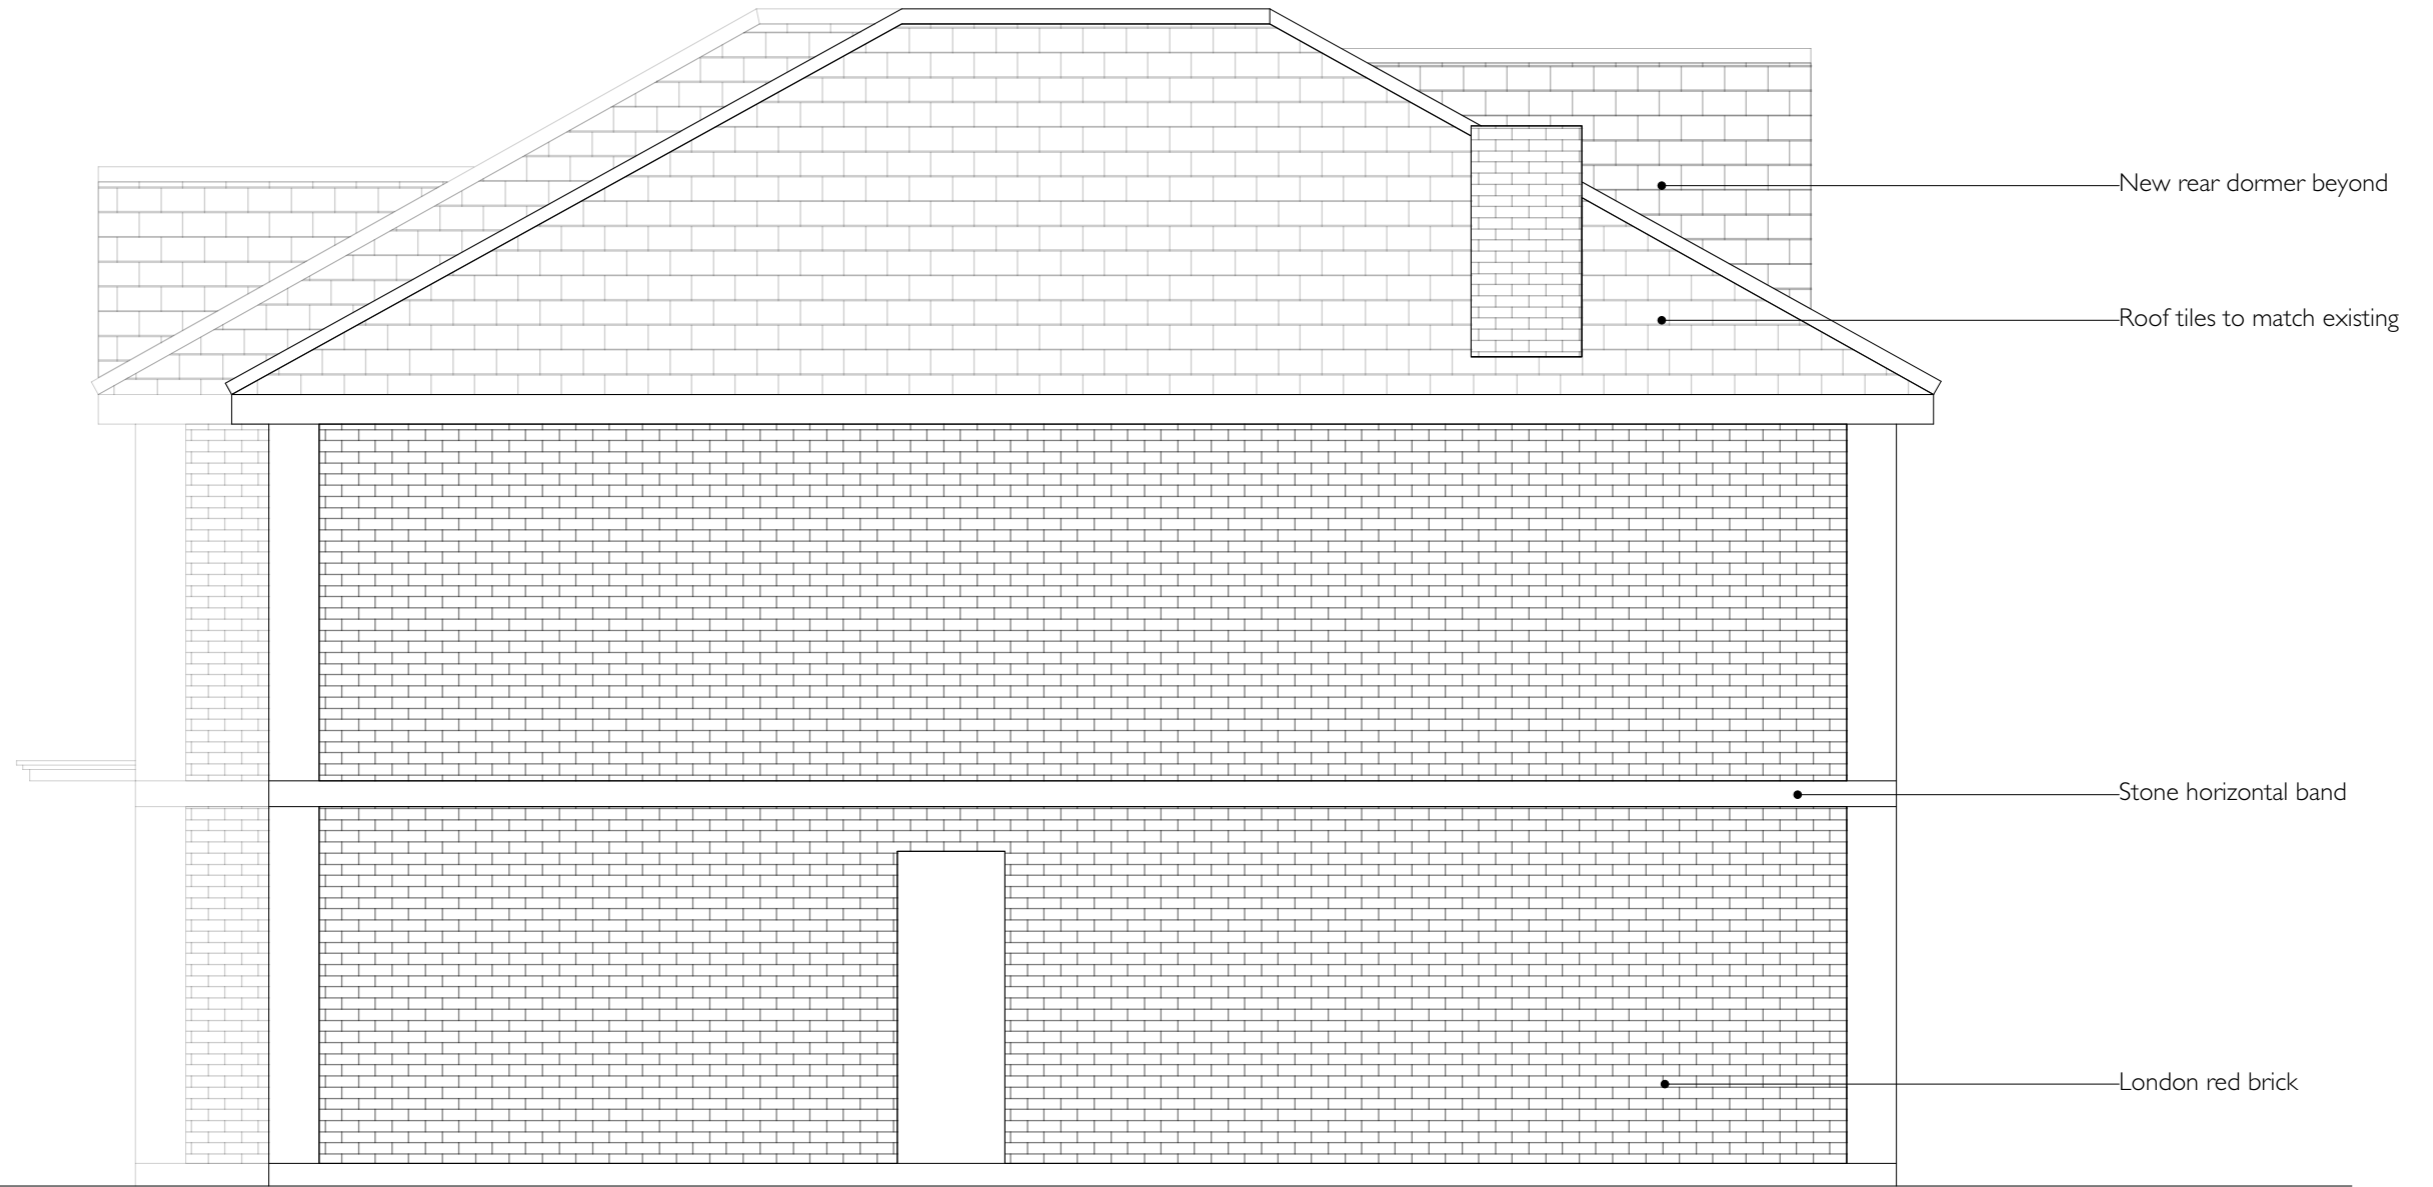 New rear dormer beyond
Roof tiles to match existing
Stone horizontal band
London red brick